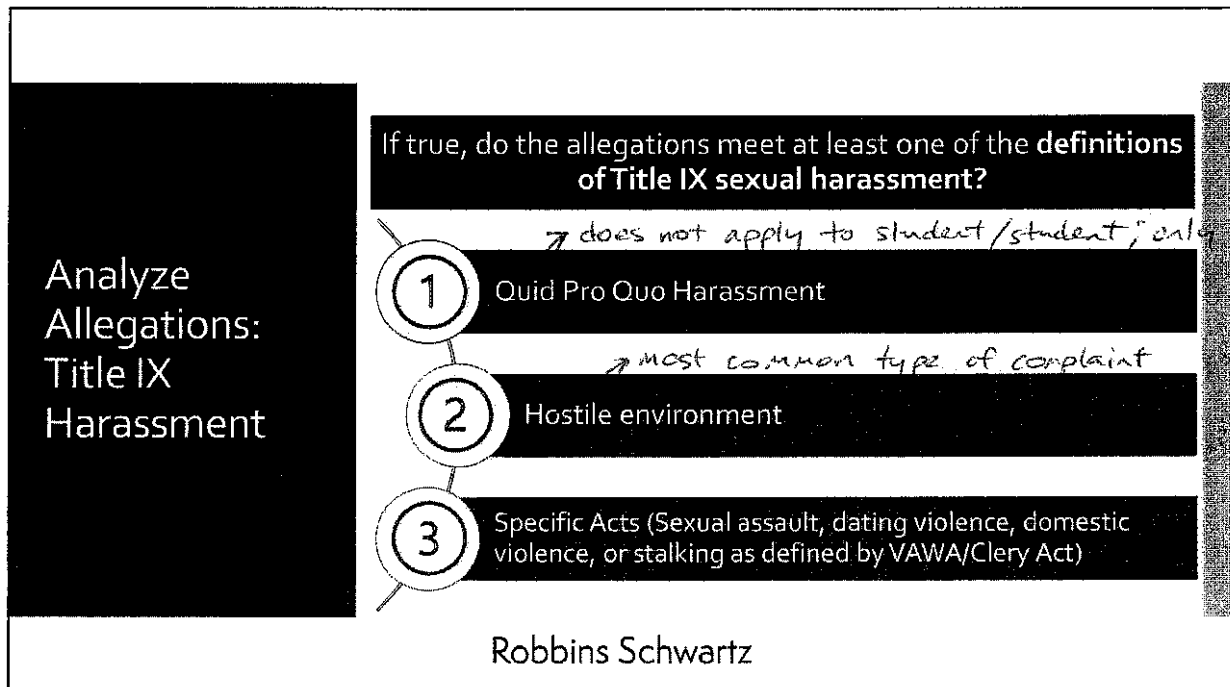 Analyze
Allegations:
Title IX
Harassment
If true, do the allegations meet at least one of the definitions
of Title IX sexual harassment?
↗ does not apply to student/student; only
1 Quid Pro Quo Harassment
↗ most common type of complaint
2 Hostile environment
3 Specific Acts (Sexual assault, dating violence, domestic
violence, or stalking as defined by VAWA/Clery Act)
Robbins Schwartz